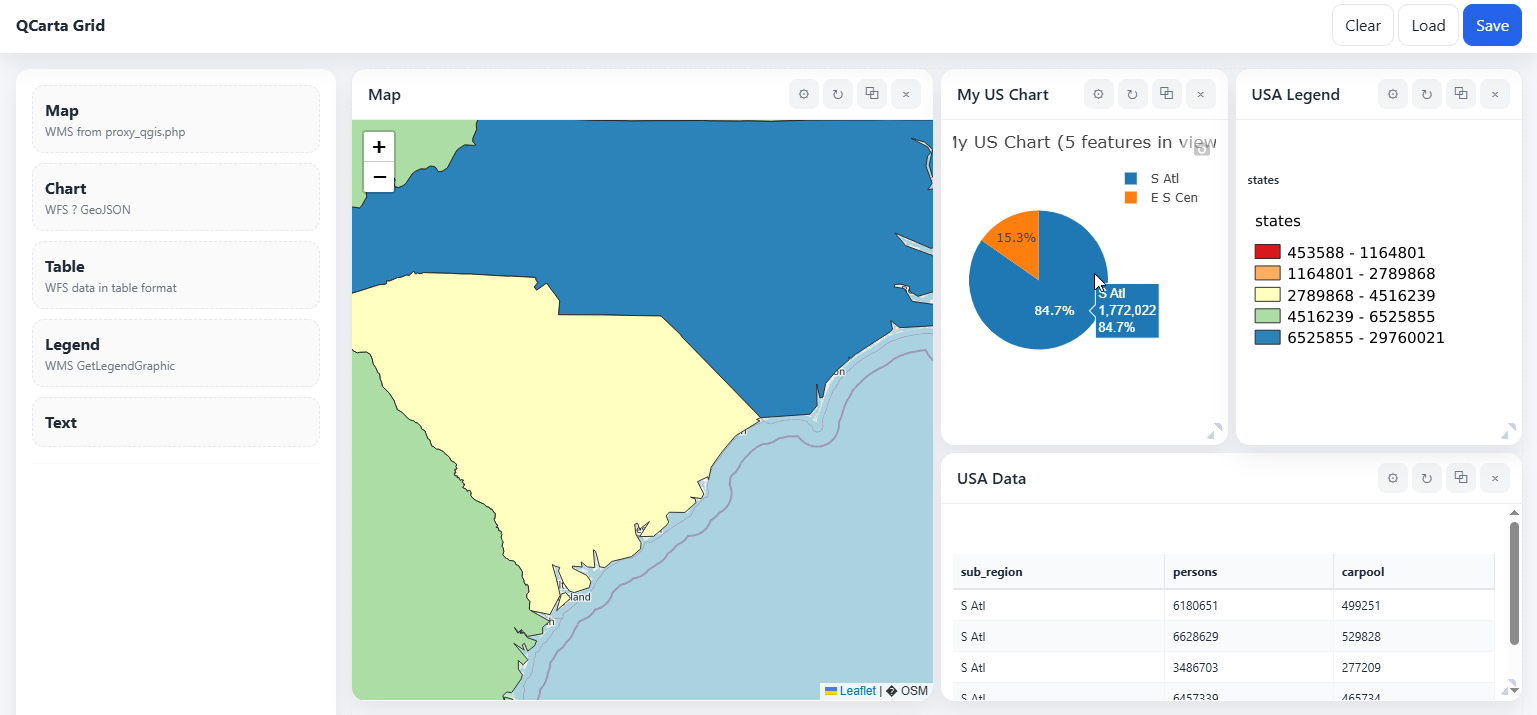 QCarta Grid
Clear
Load
Save
Map
WMS from proxy_qgis.php
Chart
WFS ? GeoJSON
Table
WFS data in table format
Legend
WMS GetLegendGraphic
Text
Map
+
−
land
Leaflet | � OSM
My US Chart
My US Chart (5 features in view
S Atl
E S Cen
15.3%
84.7%
S Atl
1,772,022
84.7%
USA Legend
states
states
453588 - 1164801
1164801 - 2789868
2789868 - 4516239
4516239 - 6525855
6525855 - 29760021
USA Data
sub_region persons carpool
S Atl 6180651 499251
S Atl 6628629 529828
S Atl 3486703 277209
S Atl 6457339 465734